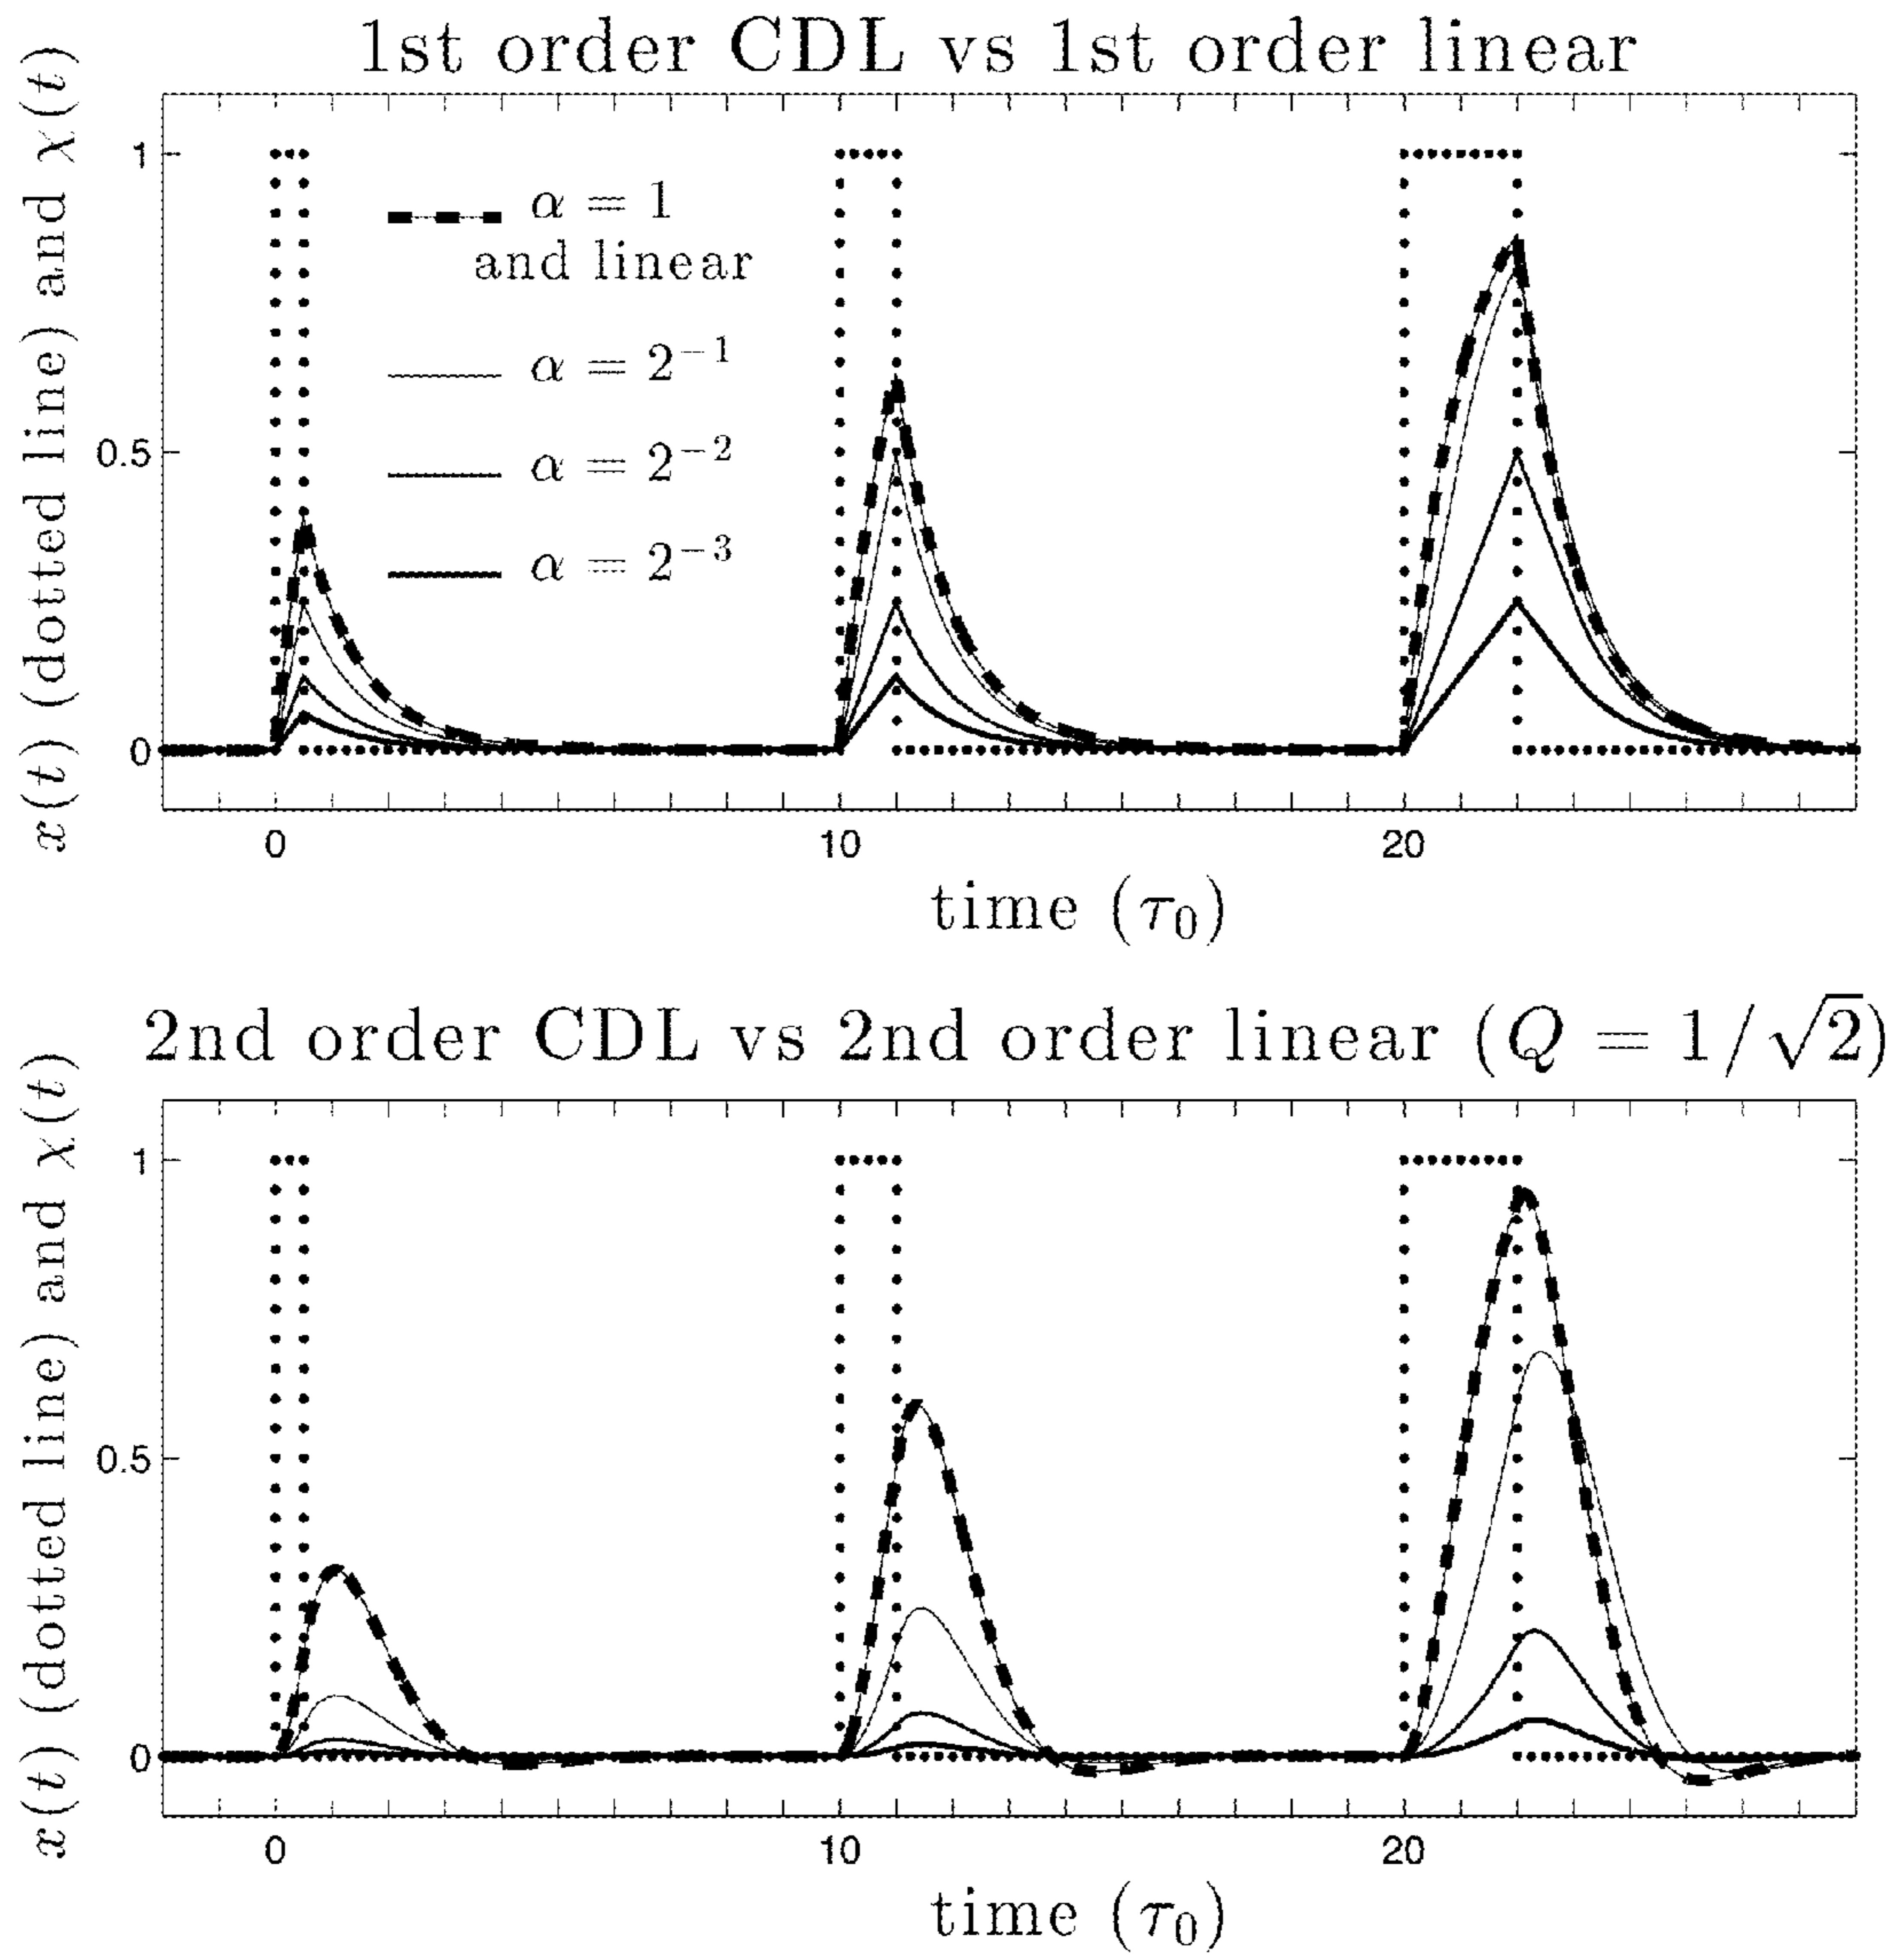 1st order CDL vs 1st order linear
x(t) (dotted line) and χ(t)
1
0.5
0
α = 1
and linear
α = 2⁻¹
α = 2⁻²
α = 2⁻³
0 10 20
time (τ₀)
2nd order CDL vs 2nd order linear (Q = 1/√2)
x(t) (dotted line) and χ(t)
1
0.5
0
0 10 20
time (τ₀)